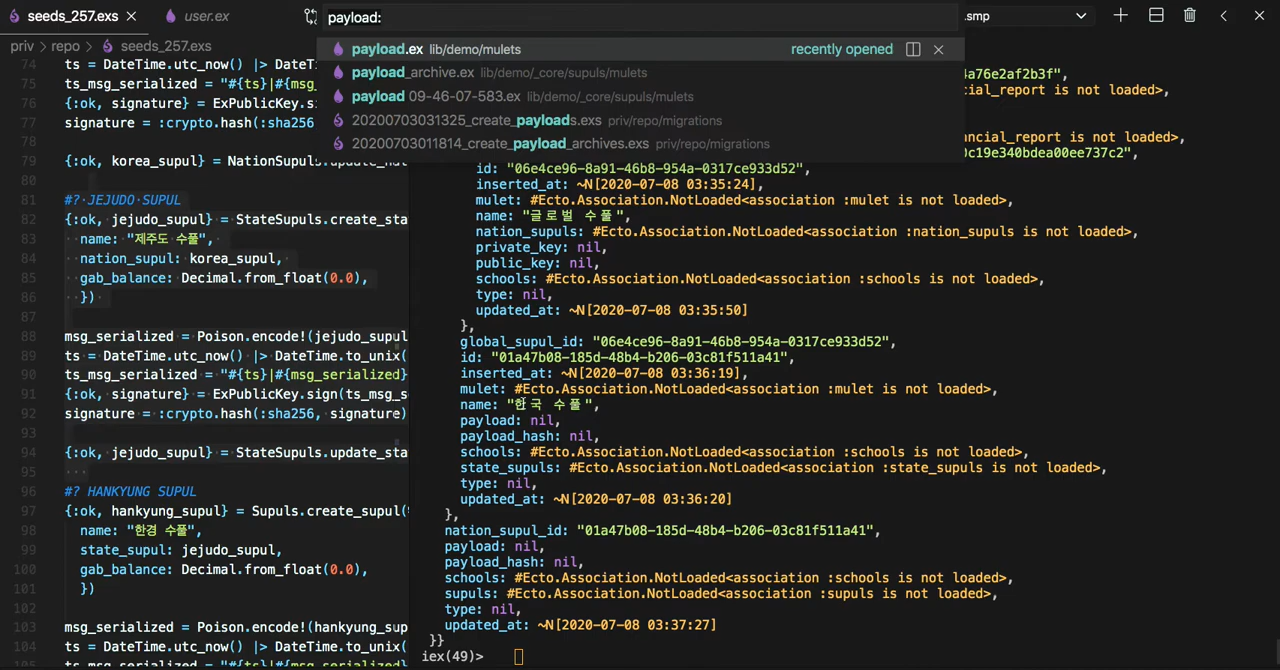 seeds_257.exs
user.ex
payload:
.smp
priv > repo > seeds_257.exs
payload.ex lib/demo/mulets recently opened
payload_archive.ex lib/demo/_core/supuls/mulets
payload 09-46-07-583.ex lib/demo/_core/supuls/mulets
20200703031325_create_payloads.exs priv/repo/migrations
20200703011814_create_payload_archives.exs priv/repo/migrations
74 ts = DateTime.utc_now() |> DateT
75 ts_msg_serialized = "#{ts}|#{msg_
76 {:ok, signature} = ExPublicKey.si
77 signature = :crypto.hash(:sha256
78
79 {:ok, korea_supul} = NationSupuls.update_nat
80
81 #? JEJUDO SUPUL
82 {:ok, jejudo_supul} = StateSupuls.create_sta
83 name: "제주도 수풀",
84 nation_supul: korea_supul,
85 gab_balance: Decimal.from_float(0.0),
86 })
87
88 msg_serialized = Poison.encode!(jejudo_supul
89 ts = DateTime.utc_now() |> DateTime.to_unix(
90 ts_msg_serialized = "#{ts}|#{msg_serialized}
91 {:ok, signature} = ExPublicKey.sign(ts_msg_s
92 signature = :crypto.hash(:sha256, signature)
93
94 {:ok, jejudo_supul} = StateSupuls.update_sta
95
96 #? HANKYUNG SUPUL
97 {:ok, hankyung_supul} = Supuls.create_supul(
98 name: "한경 수풀",
99 state_supul: jejudo_supul,
100 gab_balance: Decimal.from_float(0.0),
101 })
102
103 msg_serialized = Poison.encode!(hankyung_sup
104 ts = DateTime.utc_now() |> DateTime.to_unix(
4a76e2af2b3f",
cial_report is not loaded>,
ancial_report is not loaded>,
0c19e340bdea00ee737c2",
id: "06e4ce96-8a91-46b8-954a-0317ce933d52",
inserted_at: ~N[2020-07-08 03:35:24],
mulet: #Ecto.Association.NotLoaded<association :mulet is not loaded>,
name: "글로벌 수풀",
nation_supuls: #Ecto.Association.NotLoaded<association :nation_supuls is not loaded>,
private_key: nil,
public_key: nil,
schools: #Ecto.Association.NotLoaded<association :schools is not loaded>,
type: nil,
updated_at: ~N[2020-07-08 03:35:50]
},
global_supul_id: "06e4ce96-8a91-46b8-954a-0317ce933d52",
id: "01a47b08-185d-48b4-b206-03c81f511a41",
inserted_at: ~N[2020-07-08 03:36:19],
mulet: #Ecto.Association.NotLoaded<association :mulet is not loaded>,
name: "한국 수풀",
payload: nil,
payload_hash: nil,
schools: #Ecto.Association.NotLoaded<association :schools is not loaded>,
state_supuls: #Ecto.Association.NotLoaded<association :state_supuls is not loaded>,
type: nil,
updated_at: ~N[2020-07-08 03:36:20]
},
nation_supul_id: "01a47b08-185d-48b4-b206-03c81f511a41",
payload: nil,
payload_hash: nil,
schools: #Ecto.Association.NotLoaded<association :schools is not loaded>,
supuls: #Ecto.Association.NotLoaded<association :supuls is not loaded>,
type: nil,
updated_at: ~N[2020-07-08 03:37:27]
}}
iex(49)>